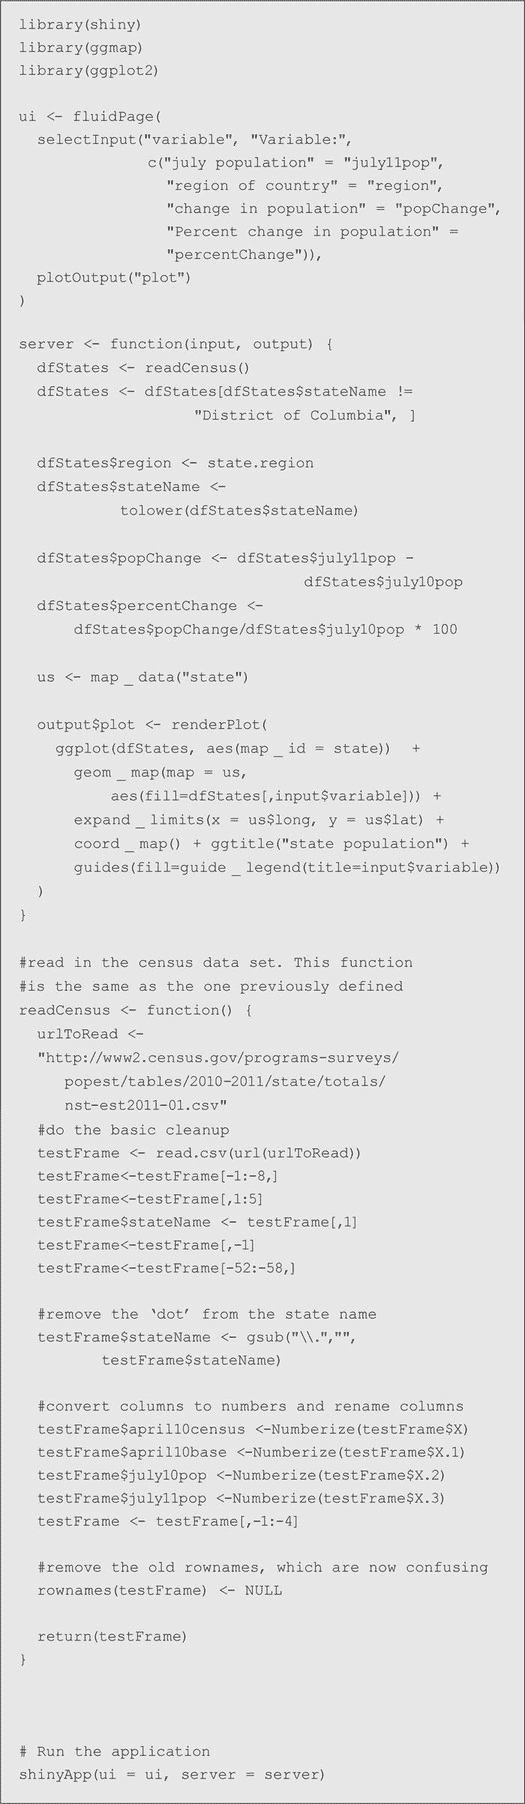 library(shiny)
library(ggmap)
library(ggplot2)

ui <- fluidPage(
  selectInput("variable", "Variable:",
              c("july population" = "july11pop",
                "region of country" = "region",
                "change in population" = "popChange",
                "Percent change in population" =
                "percentChange")),
  plotOutput("plot")
)

server <- function(input, output) {
  dfStates <- readCensus()
  dfStates <- dfStates[dfStates$stateName !=
                   "District of Columbia", ]

  dfStates$region <- state.region
  dfStates$stateName <-
           tolower(dfStates$stateName)

  dfStates$popChange <- dfStates$july11pop -
                               dfStates$july10pop
  dfStates$percentChange <-
      dfStates$popChange/dfStates$july10pop * 100

  us <- map_data("state")

  output$plot <- renderPlot(
    ggplot(dfStates, aes(map_id = state))  +
      geom_map(map = us,
          aes(fill=dfStates[,input$variable])) +
      expand_limits(x = us$long, y = us$lat) +
      coord_map() + ggtitle("state population") +
      guides(fill=guide_legend(title=input$variable))
  )
}

#read in the census data set. This function
#is the same as the one previously defined
readCensus <- function() {
  urlToRead <-
  "http://www2.census.gov/programs-surveys/
     popest/tables/2010-2011/state/totals/
     nst-est2011-01.csv"
  #do the basic cleanup
  testFrame <- read.csv(url(urlToRead))
  testFrame<-testFrame[-1:-8,]
  testFrame<-testFrame[,1:5]
  testFrame$stateName <- testFrame[,1]
  testFrame<-testFrame[,-1]
  testFrame<-testFrame[-52:-58,]

  #remove the ‘dot’ from the state name
  testFrame$stateName <- gsub("\\.","",
         testFrame$stateName)

  #convert columns to numbers and rename columns
  testFrame$april10census <-Numberize(testFrame$X)
  testFrame$april10base <-Numberize(testFrame$X.1)
  testFrame$july10pop <-Numberize(testFrame$X.2)
  testFrame$july11pop <-Numberize(testFrame$X.3)
  testFrame <- testFrame[,-1:-4]

  #remove the old rownames, which are now confusing
  rownames(testFrame) <- NULL

  return(testFrame)
}

# Run the application
shinyApp(ui = ui, server = server)